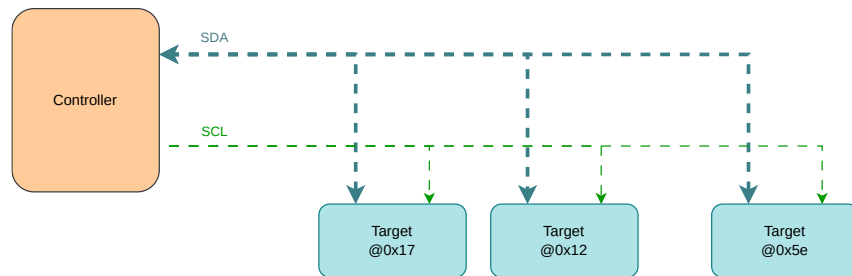 SDA
Controller
SCL
Target
@0x17
Target
@0x12
Target
@0x5e